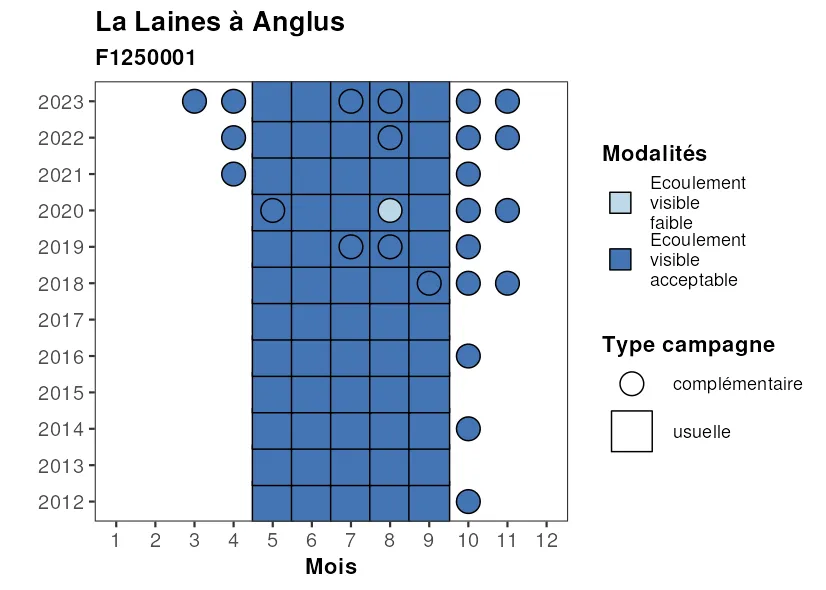 La Laines à Anglus
F1250001
2023
2022
2021
2020
2019
2018
2017
2016
2015
2014
2013
2012
1 2 3 4 5 6 7 8 9 10 11 12
Mois
Modalités
Ecoulement
visible
faible
Ecoulement
visible
acceptable
Type campagne
complémentaire
usuelle